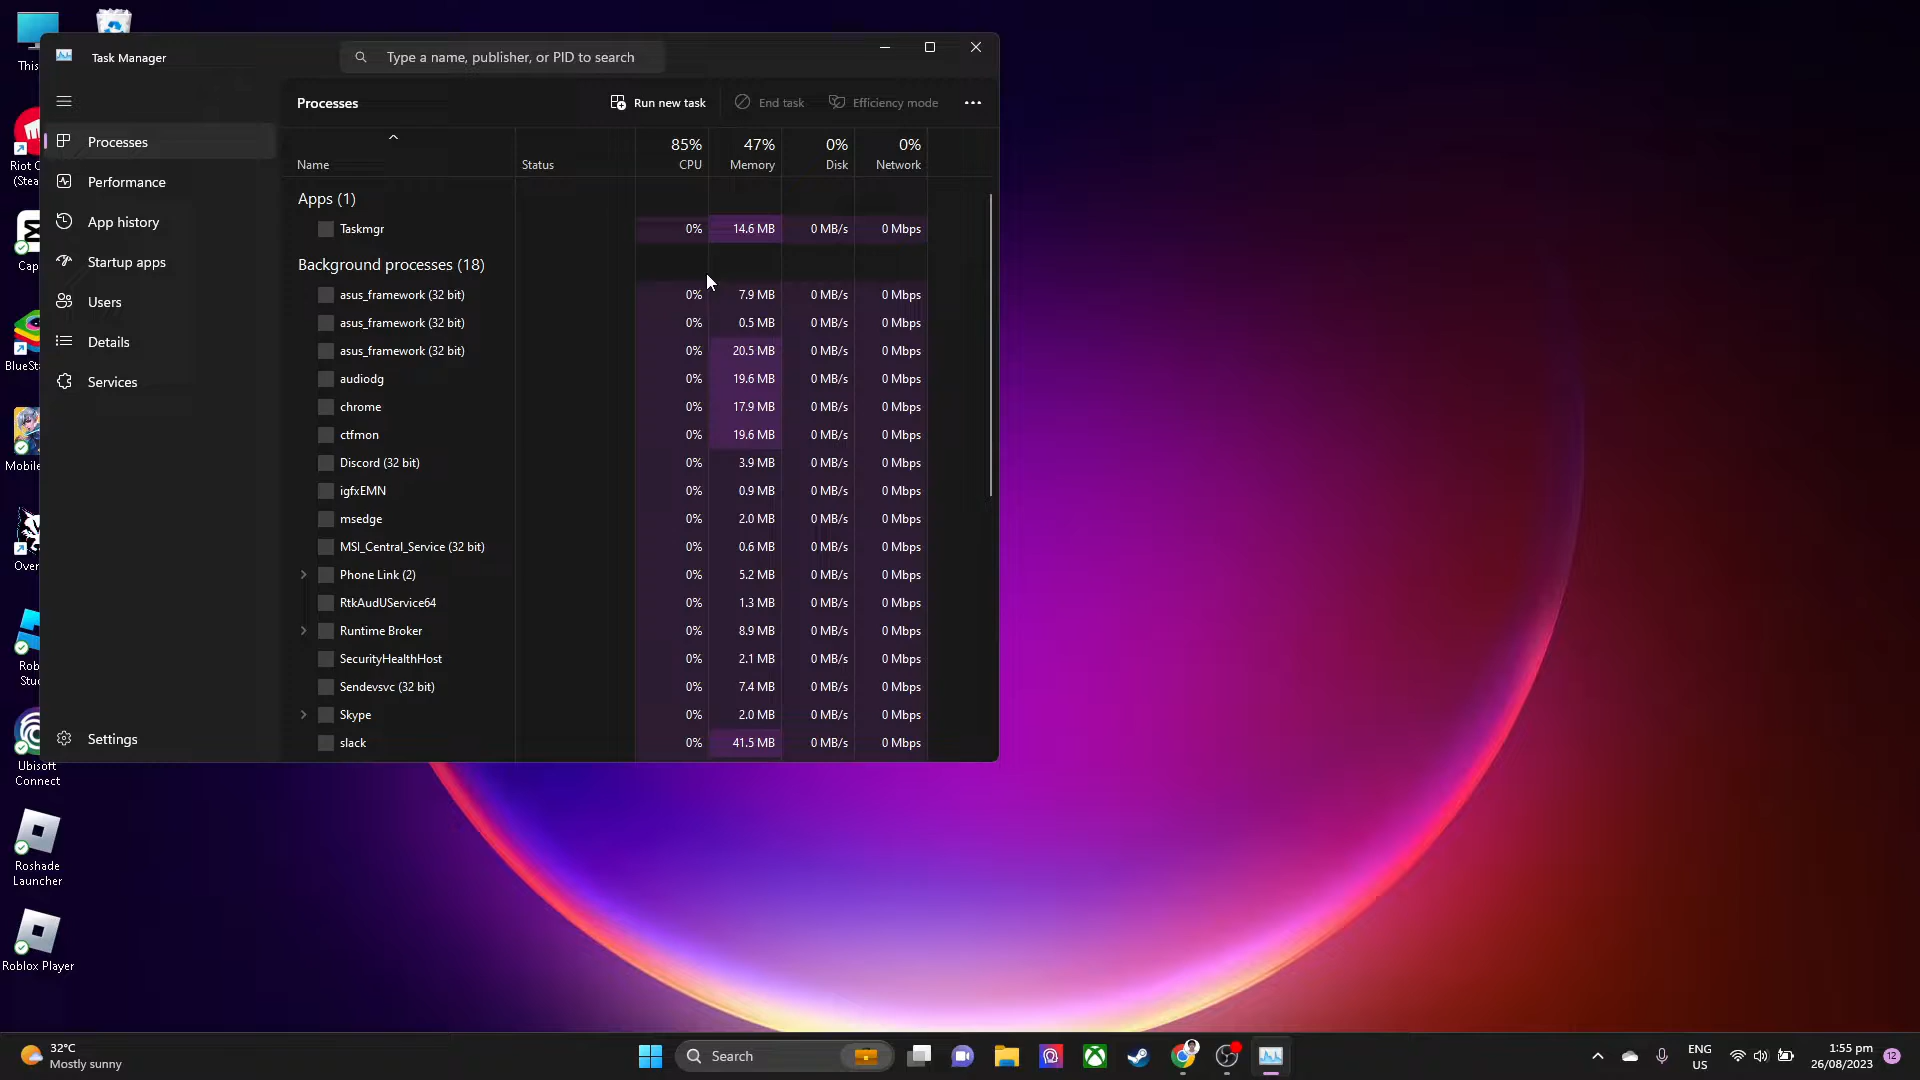 Task Manager
Type a name, publisher, or PID to search
Processes
Run new task
End task
Efficiency mode
Processes
Performance
App history
Startup apps
Users
Details
Services
Settings
Name
Status
85%
CPU
47%
Memory
0%
Disk
0%
Network
Apps (1)
Taskmgr 0% 14.6 MB 0 MB/s 0 Mbps
Background processes (18)
asus_framework (32 bit) 0% 7.9 MB 0 MB/s 0 Mbps
asus_framework (32 bit) 0% 0.5 MB 0 MB/s 0 Mbps
asus_framework (32 bit) 0% 20.5 MB 0 MB/s 0 Mbps
audiodg 0% 19.6 MB 0 MB/s 0 Mbps
chrome 0% 17.9 MB 0 MB/s 0 Mbps
ctfmon 0% 19.6 MB 0 MB/s 0 Mbps
Discord (32 bit) 0% 3.9 MB 0 MB/s 0 Mbps
igfxEMN 0% 0.9 MB 0 MB/s 0 Mbps
msedge 0% 2.0 MB 0 MB/s 0 Mbps
MSI_Central_Service (32 bit) 0% 0.6 MB 0 MB/s 0 Mbps
Phone Link (2) 0% 5.2 MB 0 MB/s 0 Mbps
RtkAudUService64 0% 1.3 MB 0 MB/s 0 Mbps
Runtime Broker 0% 8.9 MB 0 MB/s 0 Mbps
SecurityHealthHost 0% 2.1 MB 0 MB/s 0 Mbps
Sendevsvc (32 bit) 0% 7.4 MB 0 MB/s 0 Mbps
Skype 0% 2.0 MB 0 MB/s 0 Mbps
slack 0% 41.5 MB 0 MB/s 0 Mbps
This
Riot C
(Stea
Cap
BlueSta
Mobile
Over
Rob
Stu
Ubisoft
Connect
Roshade
Launcher
Roblox Player
32°C
Mostly sunny
Search
ENG
US
1:55 pm
26/08/2023
12